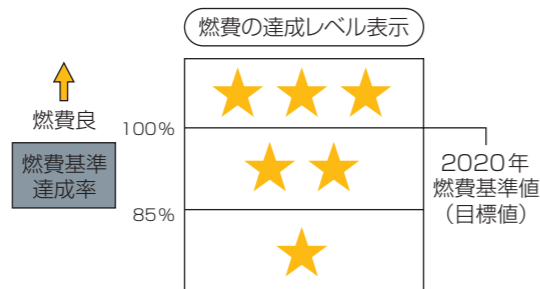 燃費の達成レベル表示
燃費良
100%
燃費基準
達成率
2020年
燃費基準値
（目標値）
85%